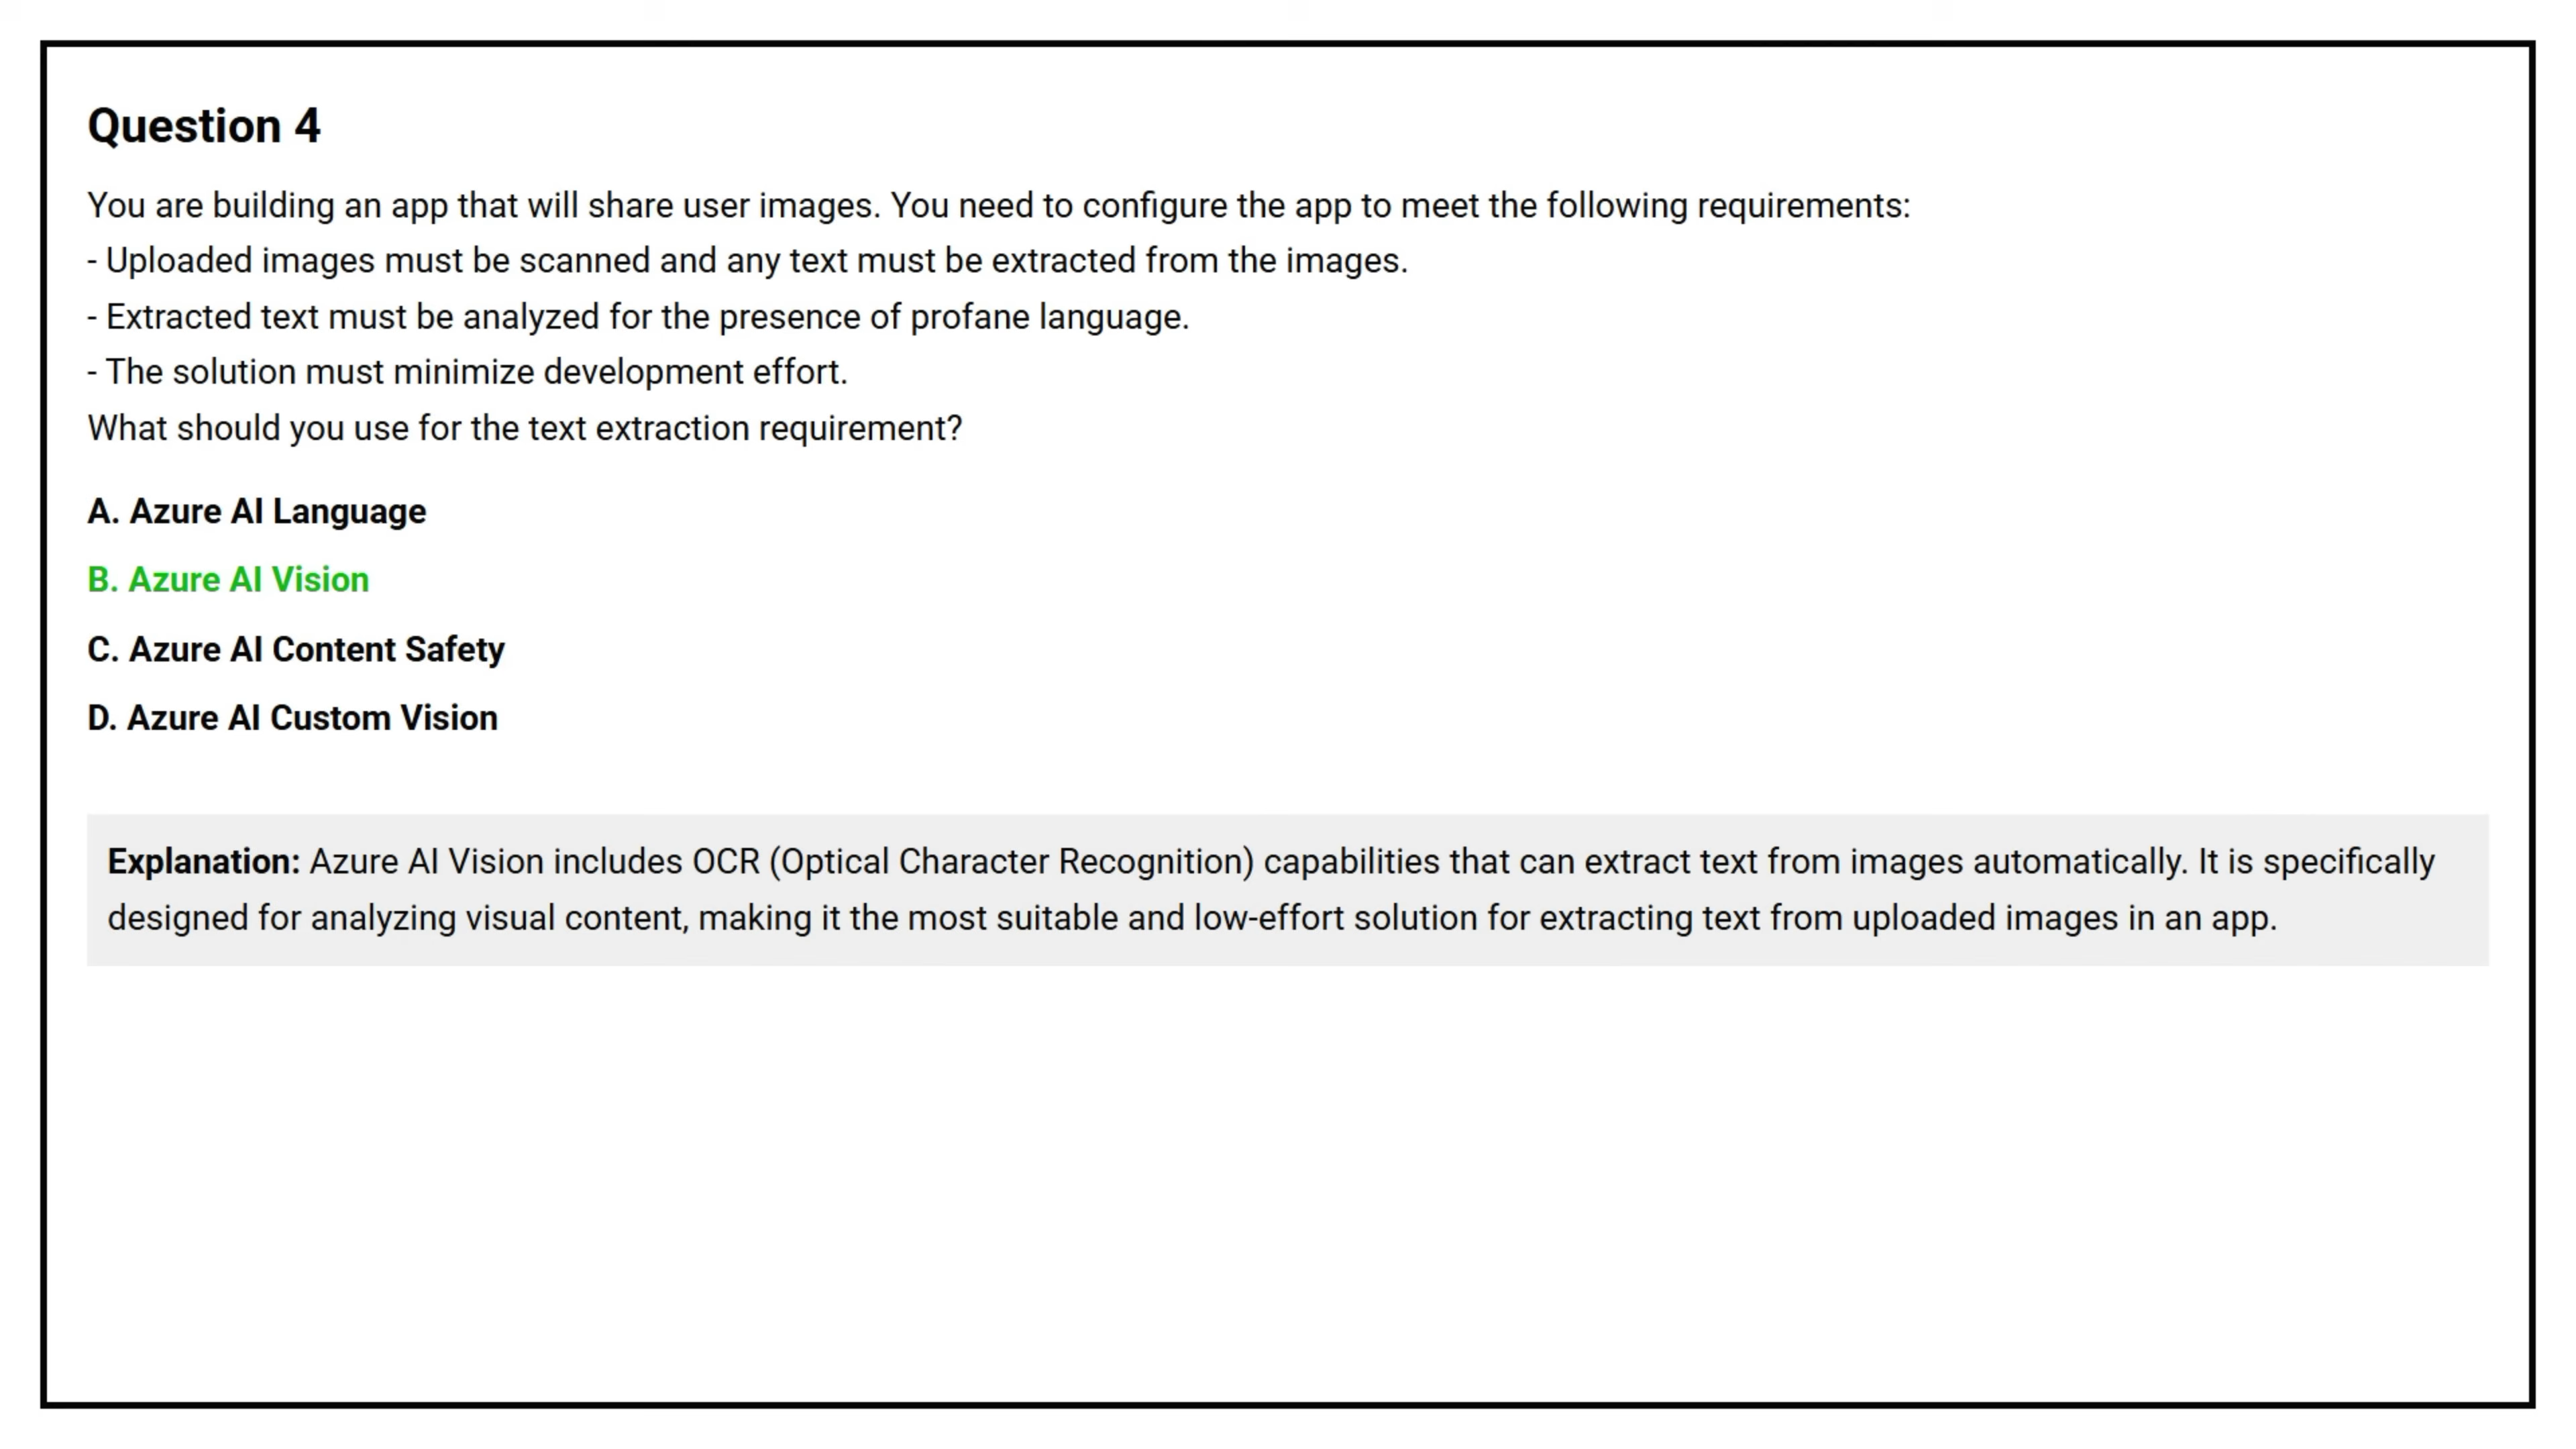 Question 4
You are building an app that will share user images. You need to configure the app to meet the following requirements:
- Uploaded images must be scanned and any text must be extracted from the images.
- Extracted text must be analyzed for the presence of profane language.
- The solution must minimize development effort.
What should you use for the text extraction requirement?
A. Azure AI Language
B. Azure AI Vision
C. Azure AI Content Safety
D. Azure AI Custom Vision
Explanation: Azure AI Vision includes OCR (Optical Character Recognition) capabilities that can extract text from images automatically. It is specifically
designed for analyzing visual content, making it the most suitable and low-effort solution for extracting text from uploaded images in an app.